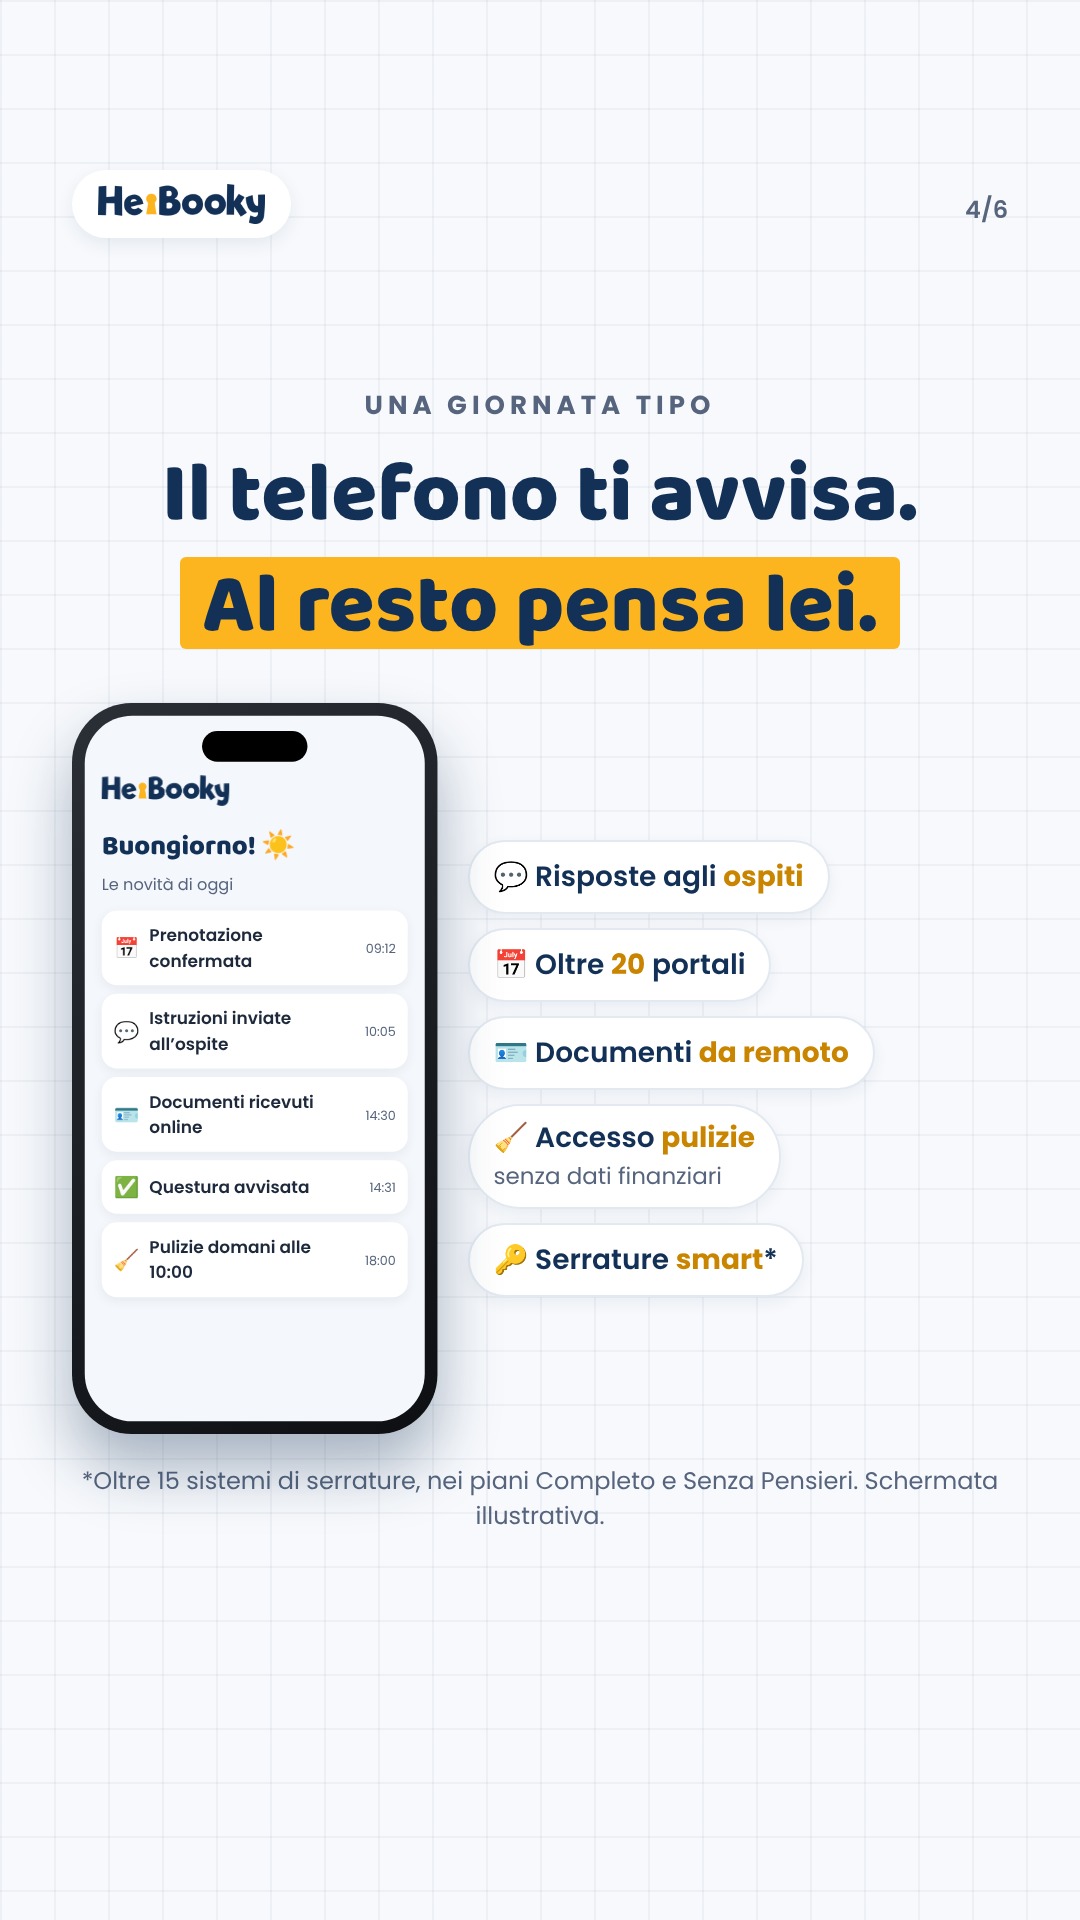 HeiBooky
4/6
UNA GIORNATA TIPO
Il telefono ti avvisa.
Al resto pensa lei.
HeiBooky
Buongiorno! ☀️
Le novità di oggi
📅 Prenotazione
confermata
09:12
💬 Istruzioni inviate
all’ospite
10:05
🪪 Documenti ricevuti
online
14:30
✅ Questura avvisata
14:31
🧹 Pulizie domani alle
10:00
18:00
💬 Risposte agli ospiti
📅 Oltre 20 portali
🪪 Documenti da remoto
🧹 Accesso pulizie
senza dati finanziari
🔑 Serrature smart*
*Oltre 15 sistemi di serrature, nei piani Completo e Senza Pensieri. Schermata
illustrativa.